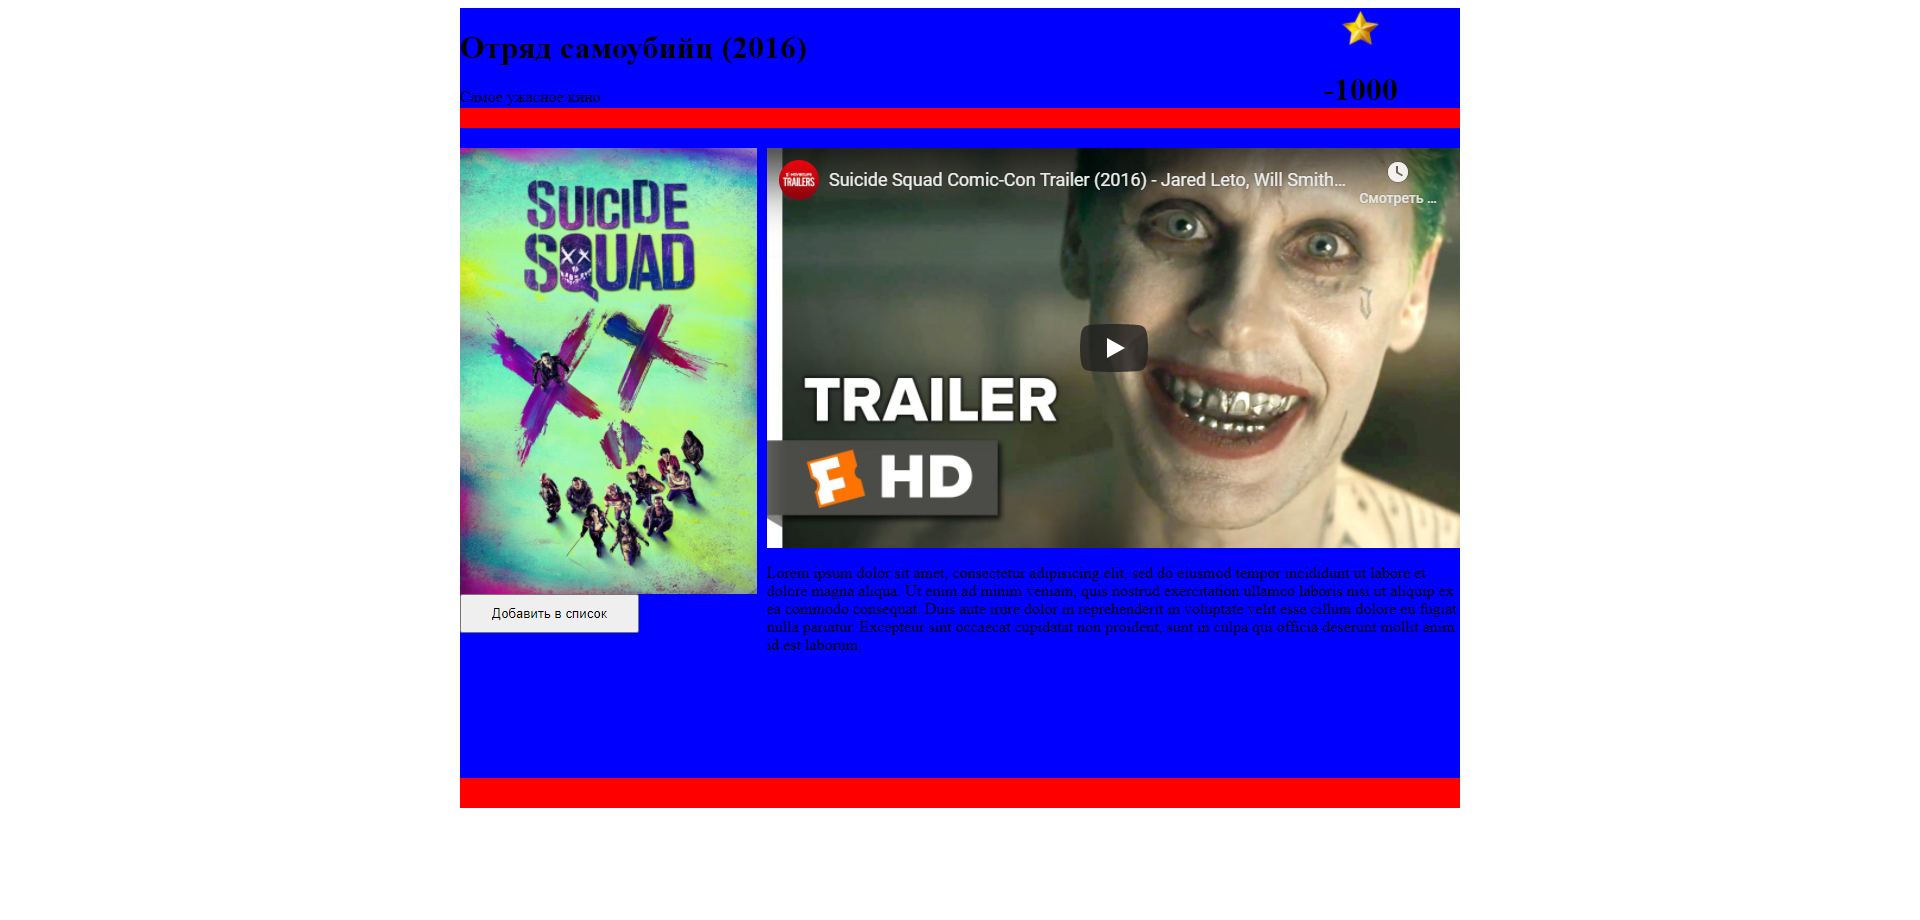 Отряд самоубийц (2016)
-1000
Самое ужасное кино
SUICIDE
SQUAD
TRAILERS
Suicide Squad Comic-Con Trailer (2016) - Jared Leto, Will Smith…
Смотреть …
TRAILER
F HD
Lorem ipsum dolor sit amet, consectetur adipisicing elit, sed do eiusmod tempor incididunt ut labore et
dolore magna aliqua. Ut enim ad minim veniam, quis nostrud exercitation ullamco laboris nisi ut aliquip ex
ea commodo consequat. Duis aute irure dolor in reprehenderit in voluptate velit esse cillum dolore eu fugiat
nulla pariatur. Excepteur sint occaecat cupidatat non proident, sunt in culpa qui officia deserunt mollit anim
id est laborum.
Добавить в список